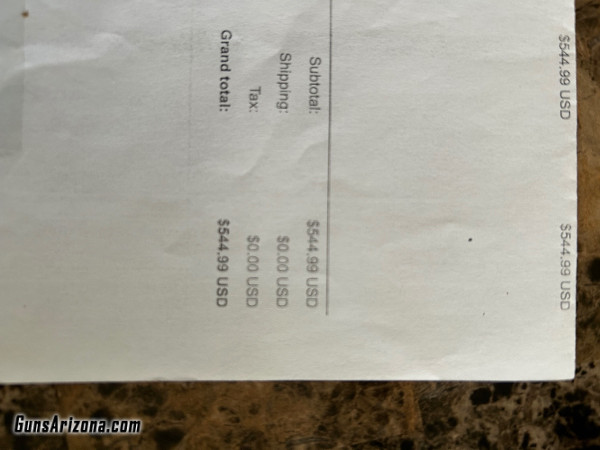 $544.99 USD $544.99 USD
Subtotal: $544.99 USD
Shipping: $0.00 USD
Tax: $0.00 USD
Grand total: $544.99 USD
GunsArizona.com